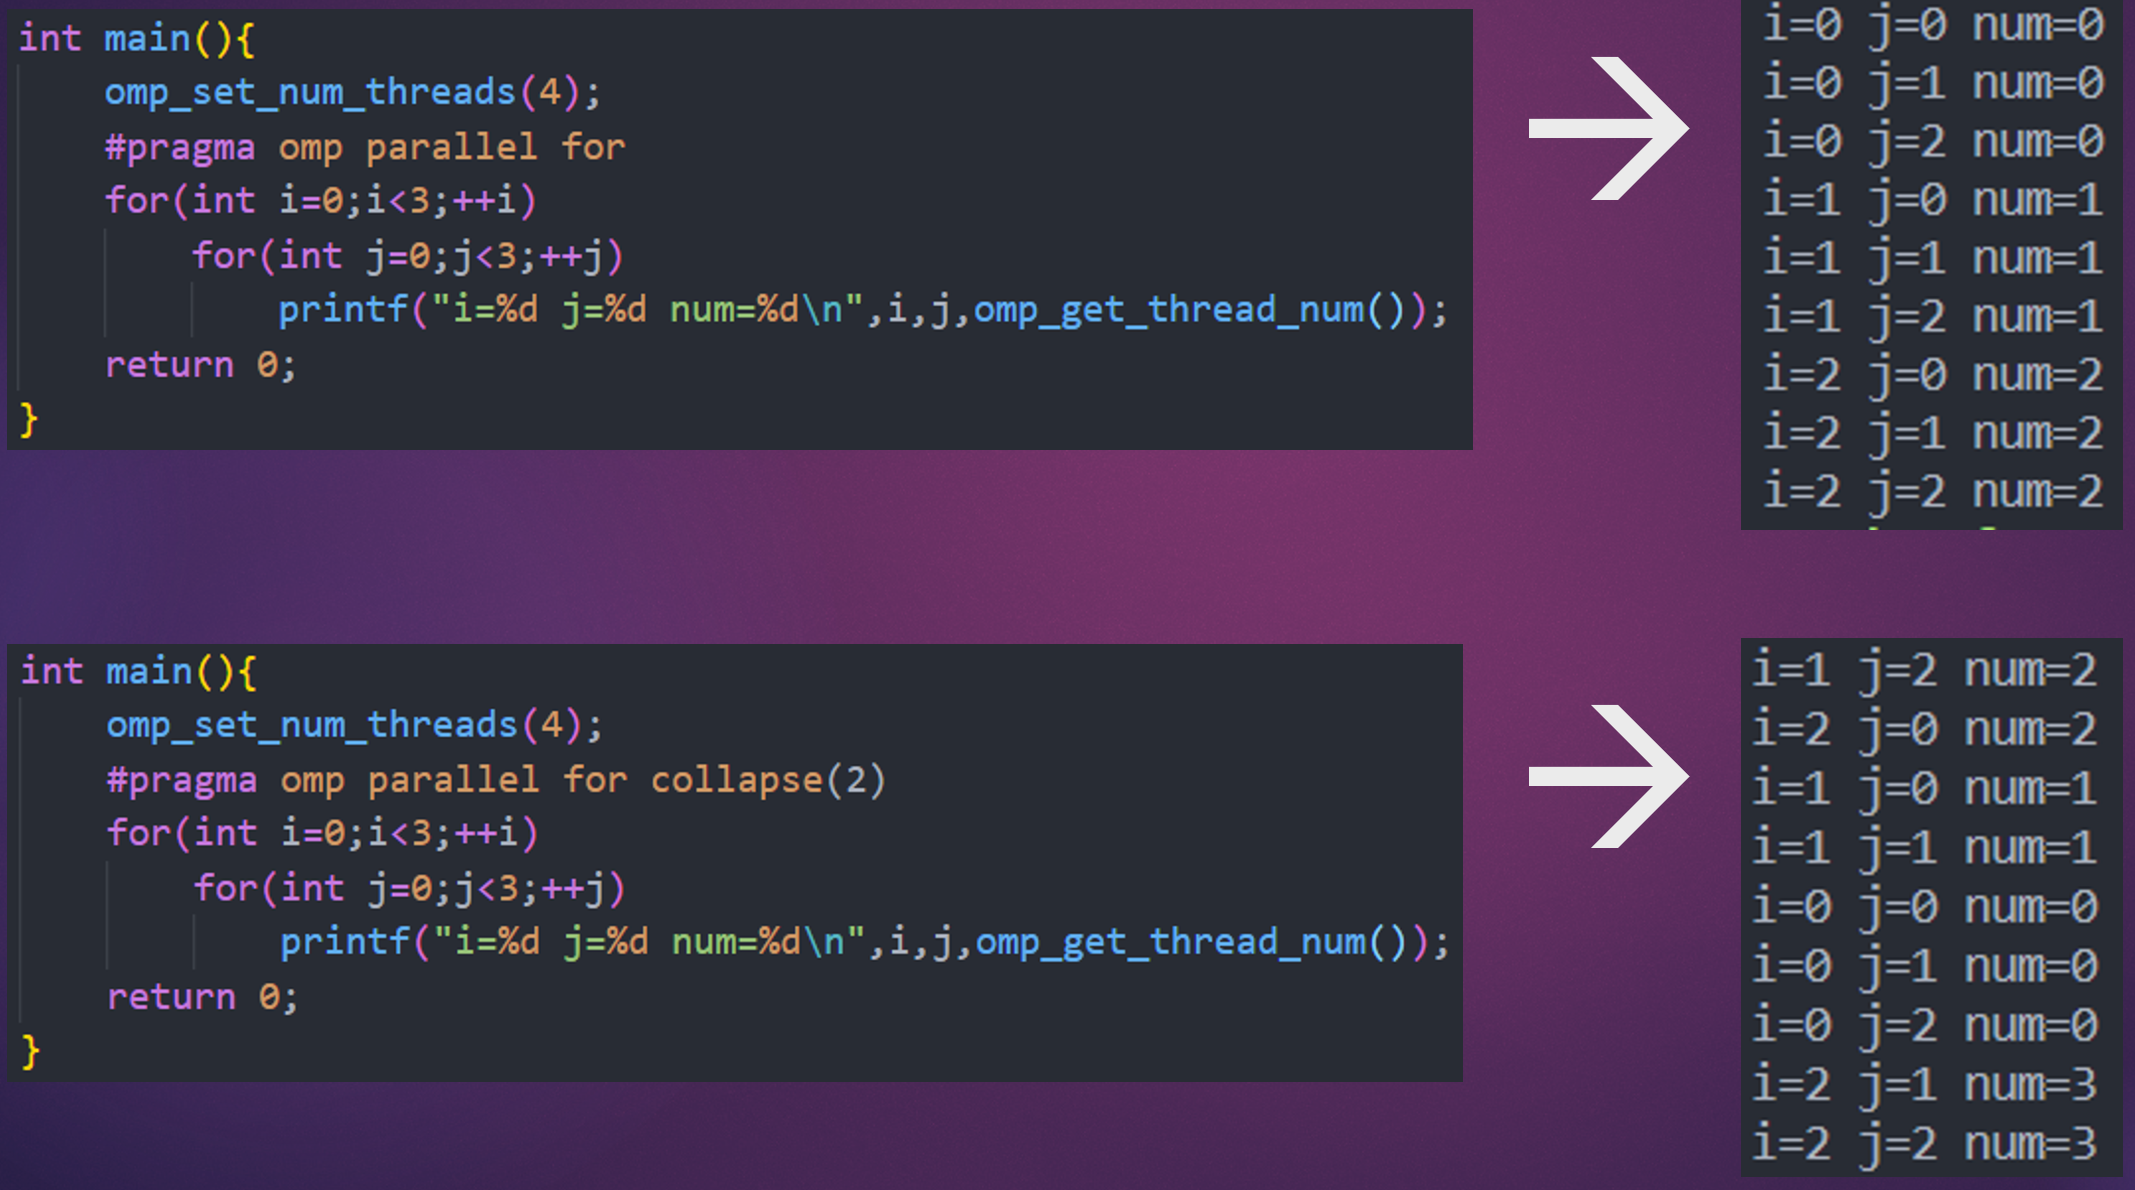 int main(){
    omp_set_num_threads(4);
    #pragma omp parallel for
    for(int i=0;i<3;++i)
        for(int j=0;j<3;++j)
            printf("i=%d j=%d num=%d\n",i,j,omp_get_thread_num());
    return 0;
}
i=0 j=0 num=0
i=0 j=1 num=0
i=0 j=2 num=0
i=1 j=0 num=1
i=1 j=1 num=1
i=1 j=2 num=1
i=2 j=0 num=2
i=2 j=1 num=2
i=2 j=2 num=2
int main(){
    omp_set_num_threads(4);
    #pragma omp parallel for collapse(2)
    for(int i=0;i<3;++i)
        for(int j=0;j<3;++j)
            printf("i=%d j=%d num=%d\n",i,j,omp_get_thread_num());
    return 0;
}
i=1 j=2 num=2
i=2 j=0 num=2
i=1 j=0 num=1
i=1 j=1 num=1
i=0 j=0 num=0
i=0 j=1 num=0
i=0 j=2 num=0
i=2 j=1 num=3
i=2 j=2 num=3